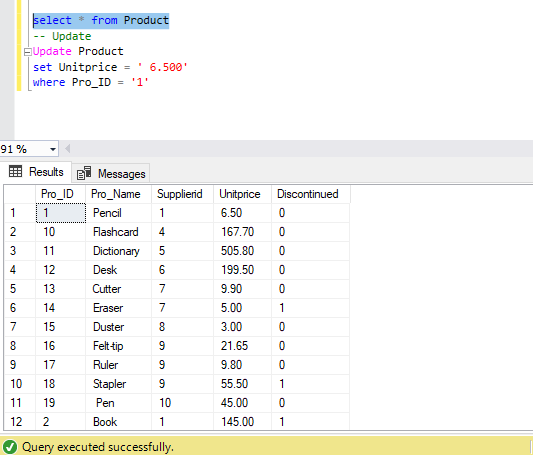 select * from Product
-- Update
Update Product
set Unitprice = ' 6.500'
where Pro_ID = '1'
91 %
Results Messages
Pro_ID Pro_Name Supplierid Unitprice Discontinued
1 1 Pencil 1 6.50 0
2 10 Flashcard 4 167.70 0
3 11 Dictionary 5 505.80 0
4 12 Desk 6 199.50 0
5 13 Cutter 7 9.90 0
6 14 Eraser 7 5.00 1
7 15 Duster 8 3.00 0
8 16 Felt-tip 9 21.65 0
9 17 Ruler 9 9.80 0
10 18 Stapler 9 55.50 1
11 19 Pen 10 45.00 0
12 2 Book 1 145.00 1
Query executed successfully.